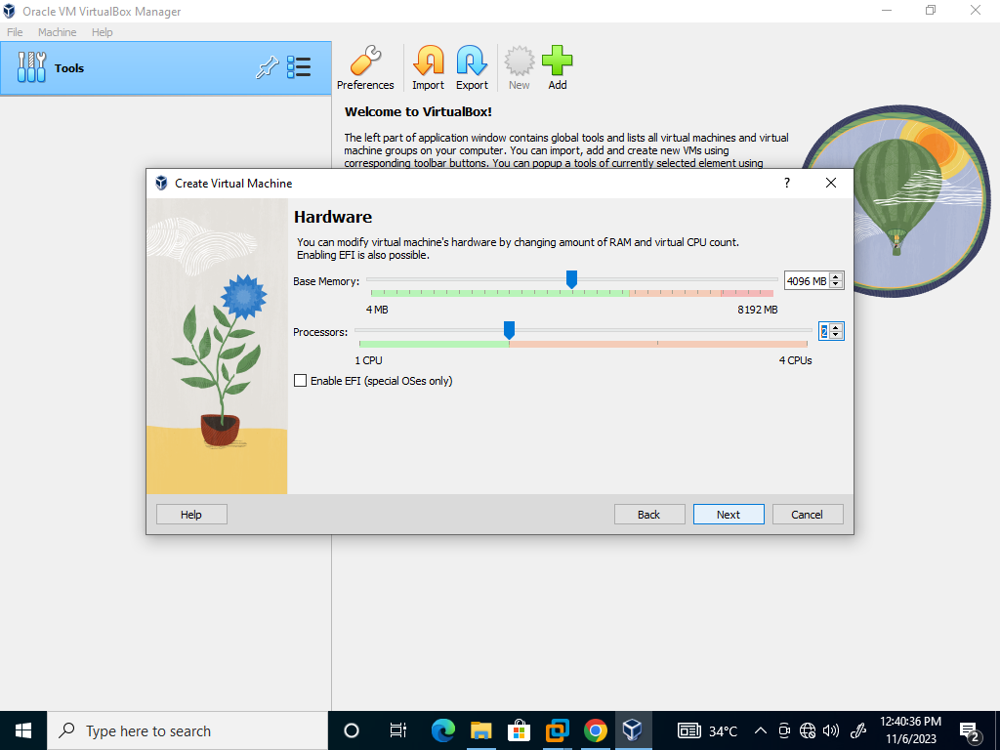 Oracle VM VirtualBox Manager
File Machine Help
Tools
Preferences Import Export New Add
Welcome to VirtualBox!
The left part of application window contains global tools and lists all virtual machines and virtual
machine groups on your computer. You can import, add and create new VMs using
corresponding toolbar buttons. You can popup a tools of currently selected element using
Create Virtual Machine ?
Hardware
You can modify virtual machine's hardware by changing amount of RAM and virtual CPU count.
Enabling EFI is also possible.
Base Memory: 4096 MB
4 MB 8192 MB
Processors: 2
1 CPU 4 CPUs
Enable EFI (special OSes only)
Help Back Next Cancel
Type here to search
34°C
12:40:36 PM
11/6/2023
2